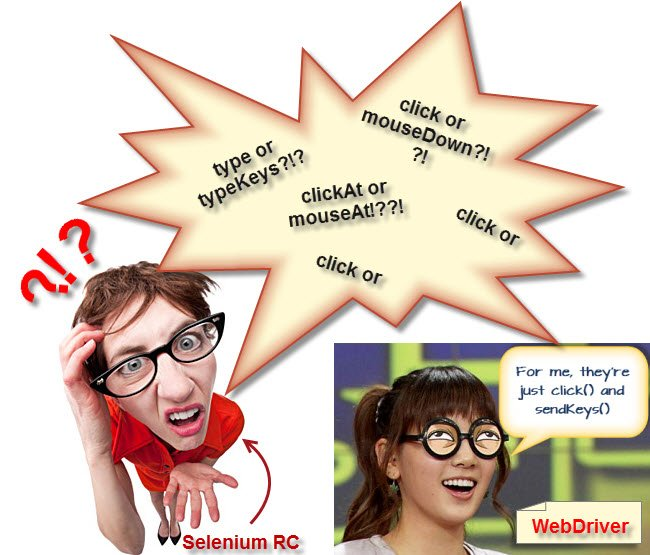 click or
mouseDown?!
?!
type or
typeKeys?!?
clickAt or
mouseAt!??!
click or
click or
?!?
For me, they're
just click() and
sendKeys()
WebDriver
Selenium RC